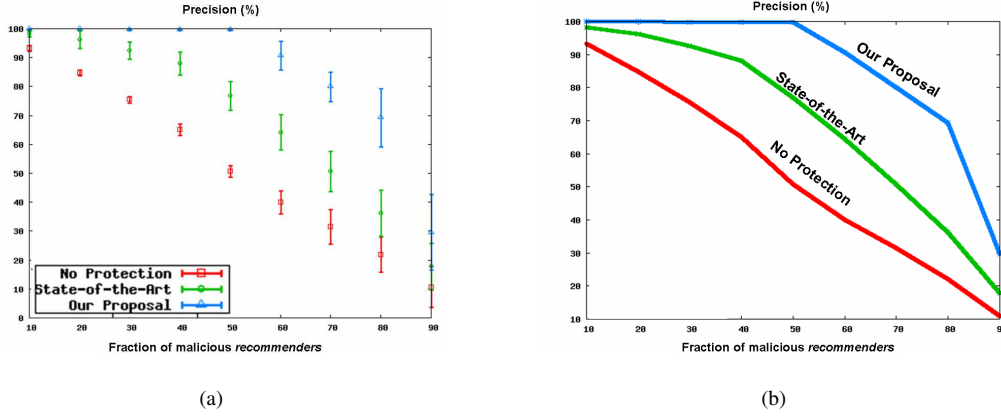 Precision (%)
100
90
80
70
60
50
40
30
20
10
0
No Protection
State-of-the-Art
Our Proposal
10 20 30 40 50 60 70 80 90
Fraction of malicious recommenders
(a)
Precision (%)
100
90
80
70
60
50
40
30
20
10
Our Proposal
State-of-the-Art
No Protection
10 20 30 40 50 60 70 80 9
Fraction of malicious recommenders
(b)